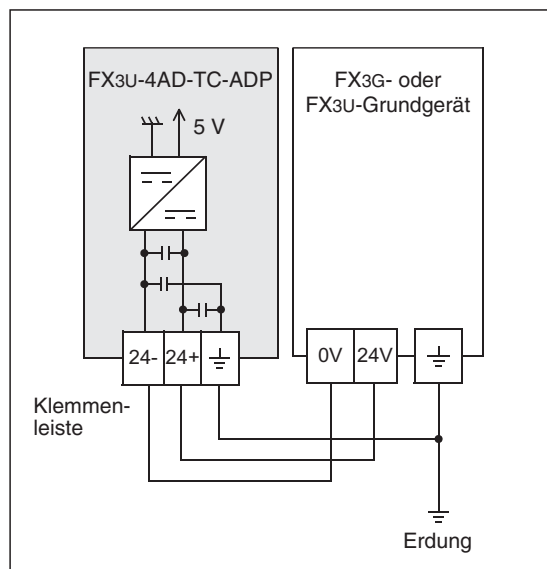 FX3U-4AD-TC-ADP
5 V
FX3G- oder
FX3U-Grundgerät
24- 24+
0V 24V
Klemmen-
leiste
Erdung